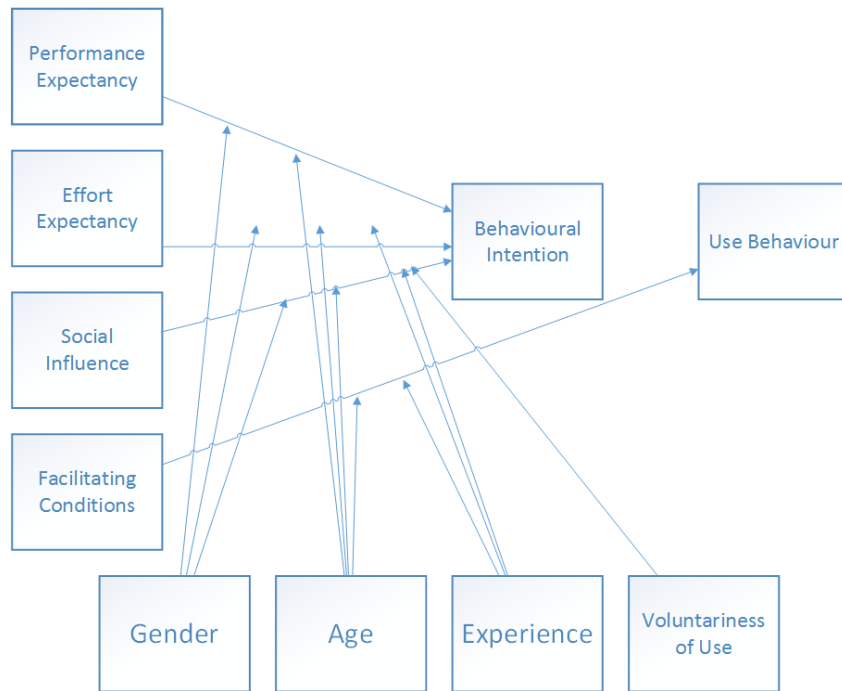 Performance
Expectancy
Effort
Expectancy
Behavioural
Intention
Use Behaviour
Social
Influence
Facilitating
Conditions
Gender
Age
Experience
Voluntariness
of Use